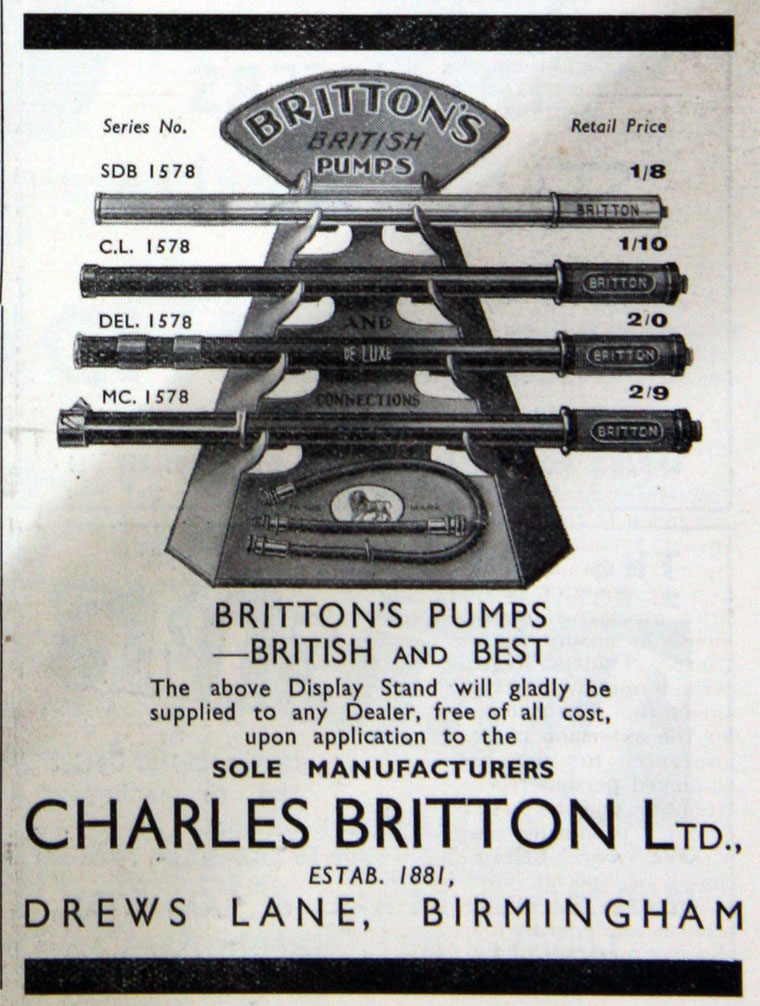 BRITTON'S
BRITISH
PUMPS
Series No. Retail Price
SDB 1578 1/8
BRITTON
C.L. 1578 1/10
BRITTON
DEL. 1578 2/0
AND
DE LUXE
BRITTON
MC. 1578 2/9
CONNECTIONS
BRITTON
MARK
BRITTON'S PUMPS
—BRITISH AND BEST
The above Display Stand will gladly be
supplied to any Dealer, free of all cost,
upon application to the
SOLE MANUFACTURERS
CHARLES BRITTON LTD.,
ESTAB. 1881,
DREWS LANE, BIRMINGHAM